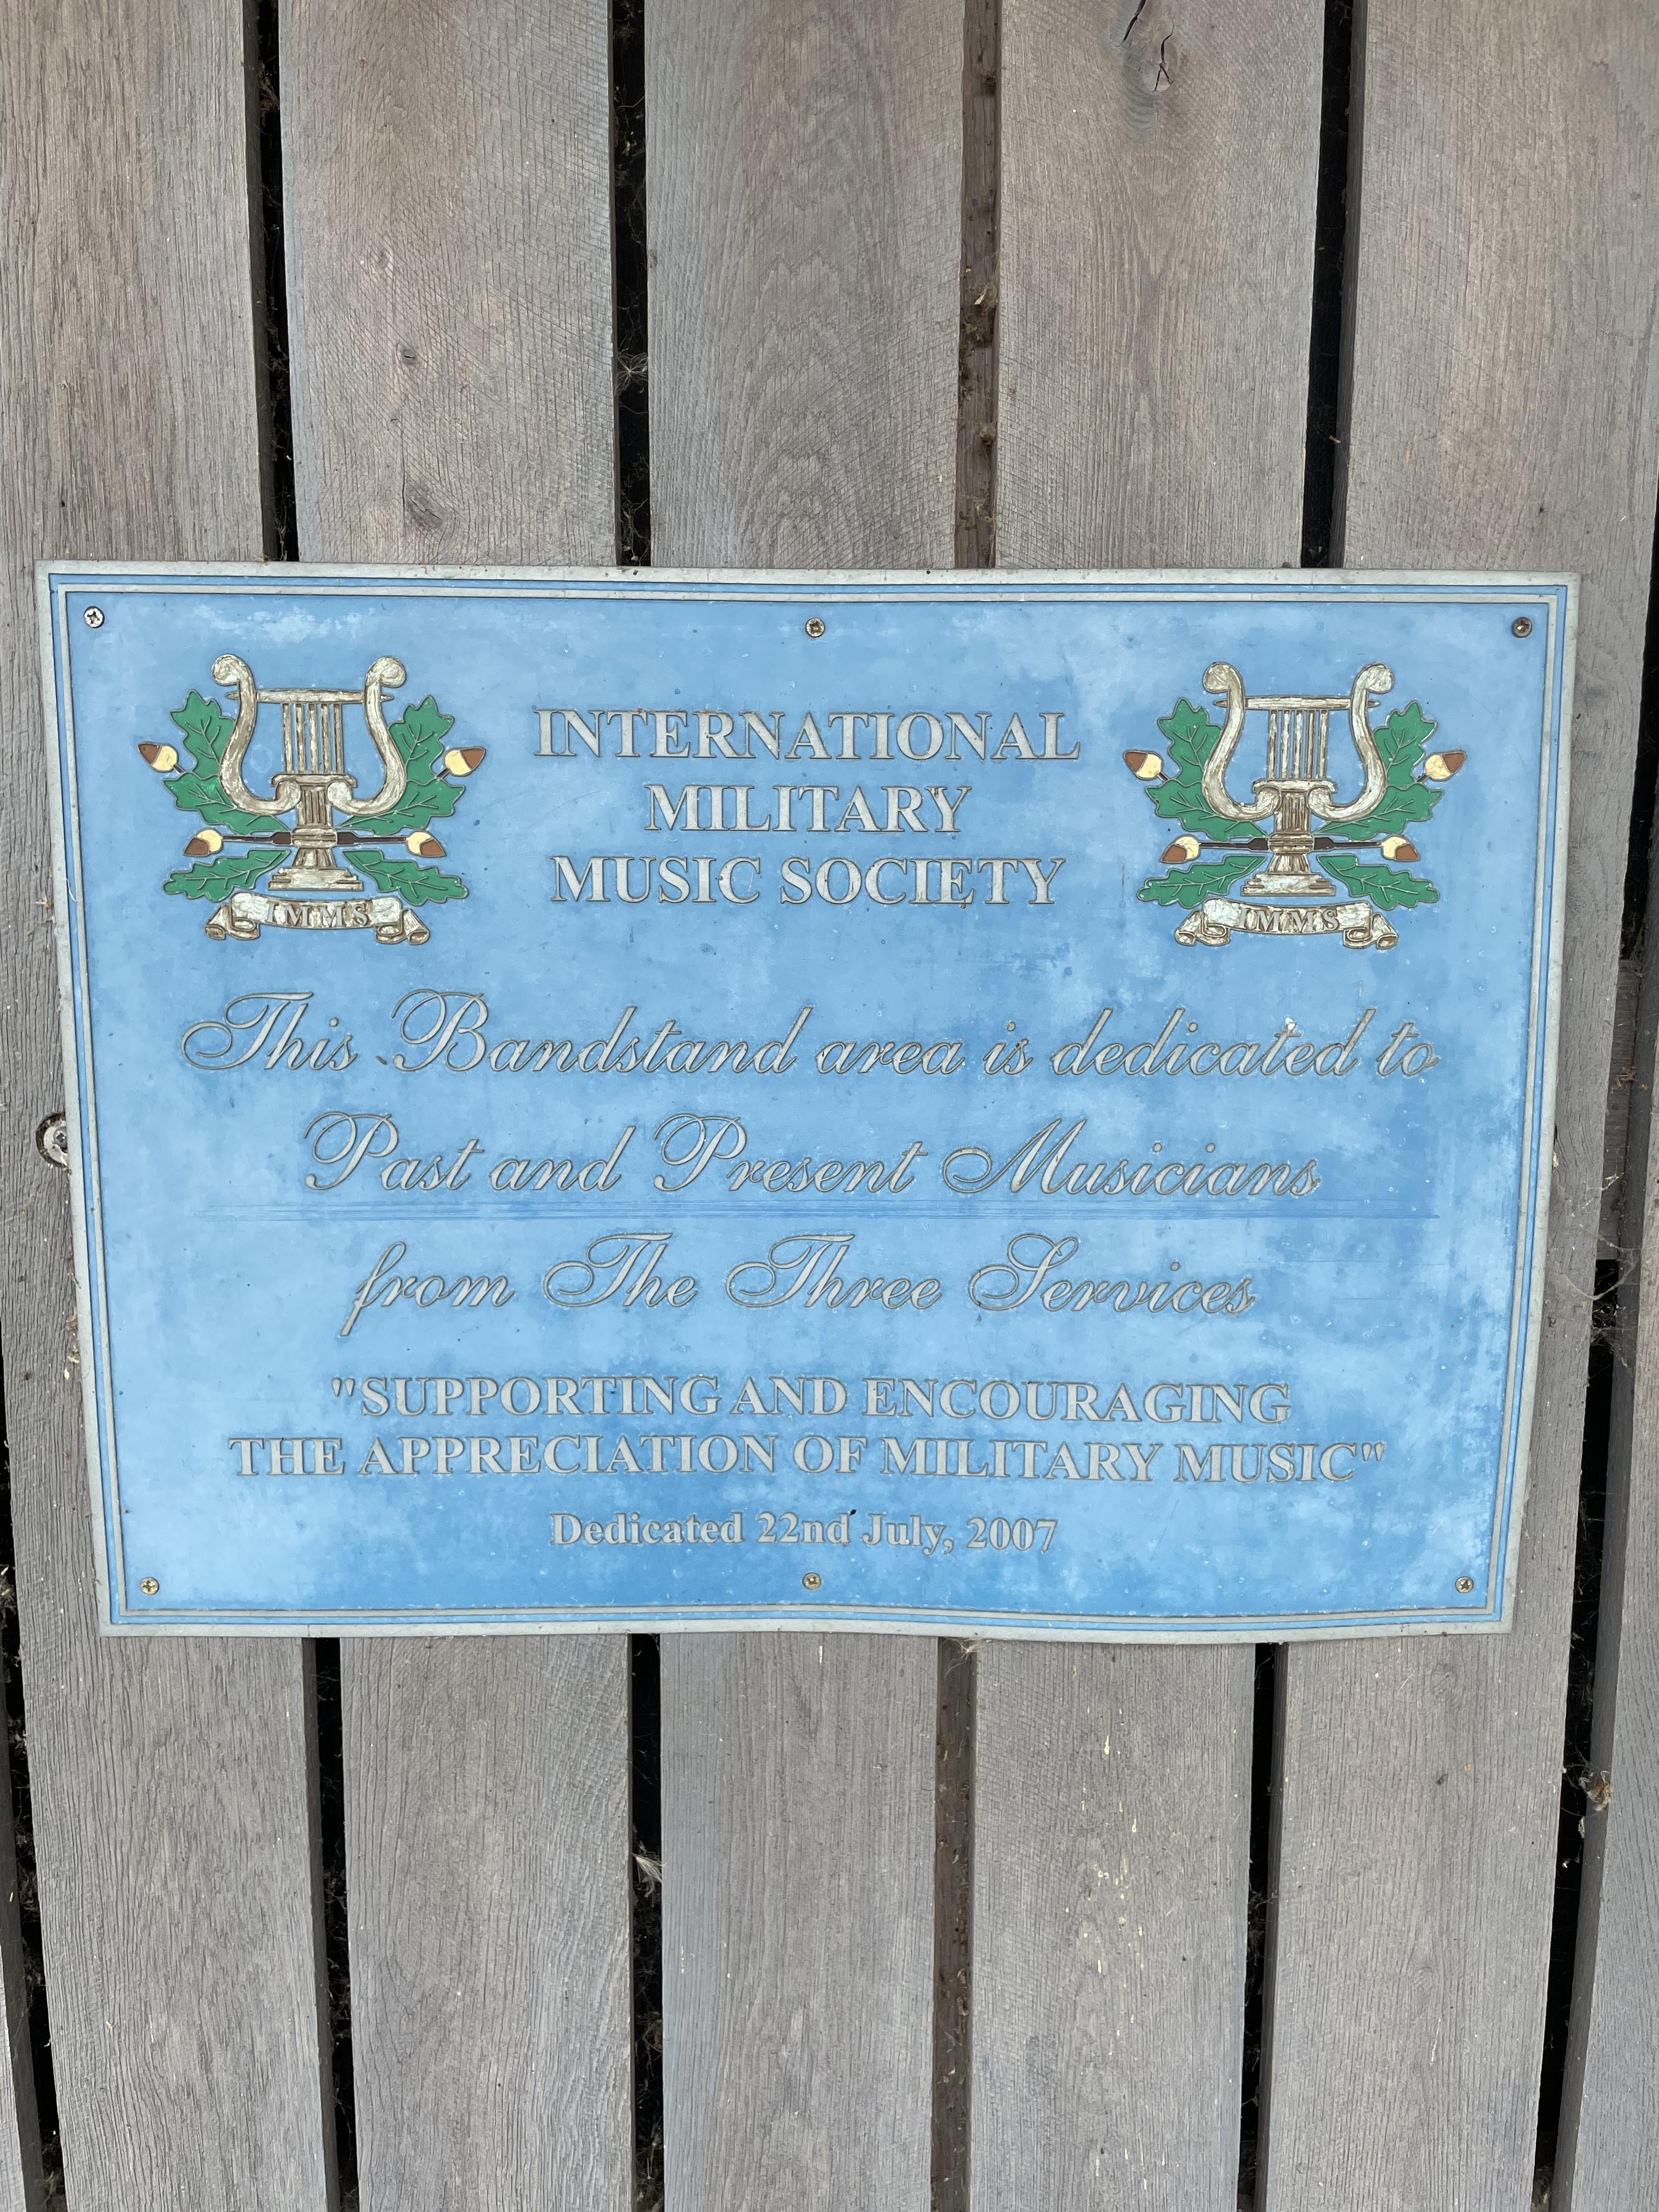 INTERNATIONAL
MILITARY
MUSIC SOCIETY
IMMS
IMMS
This Bandstand area is dedicated to
Past and Present Musicians
from The Three Services
"SUPPORTING AND ENCOURAGING
THE APPRECIATION OF MILITARY MUSIC"
Dedicated 22nd July, 2007